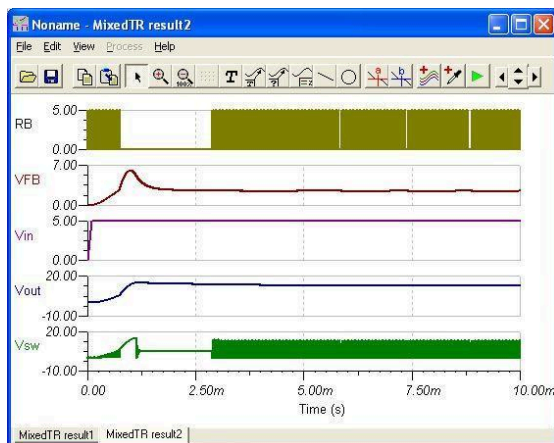 Noname - MixedTR result2
File Edit View Process Help
T
a
b
RB
5.00
0.00
VFB
7.00
0.00
Vin
5.00
0.00
Vout
20.00
-10.00
Vsw
20.00
-10.00
0.00 2.50m 5.00m 7.50m 10.00m
Time (s)
MixedTR result1 MixedTR result2